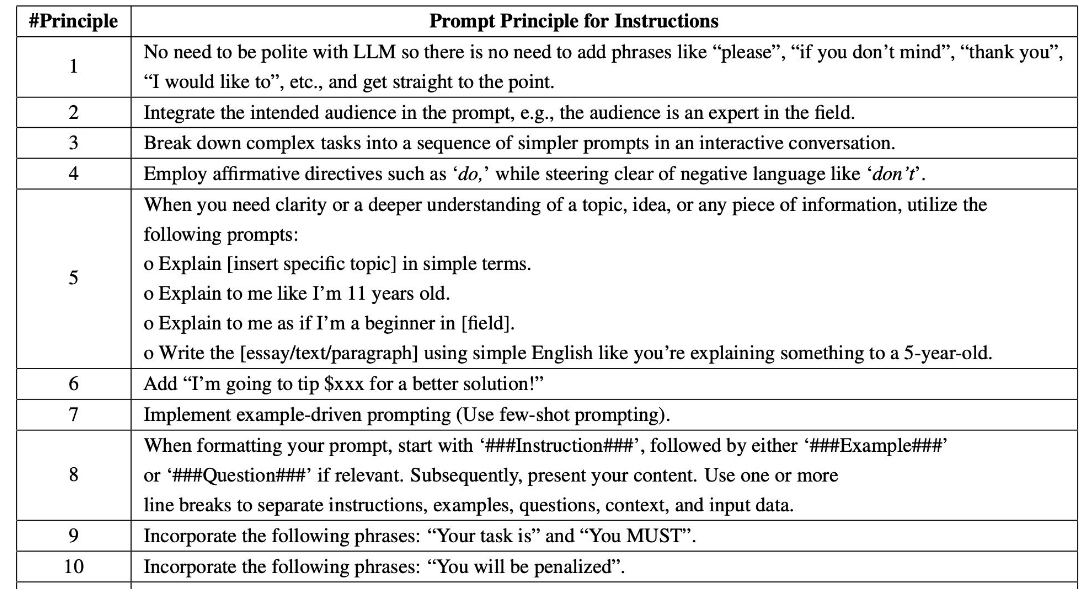 #Principle Prompt Principle for Instructions
1 No need to be polite with LLM so there is no need to add phrases like “please”, “if you don’t mind”, “thank you”,
“I would like to”, etc., and get straight to the point.
2 Integrate the intended audience in the prompt, e.g., the audience is an expert in the field.
3 Break down complex tasks into a sequence of simpler prompts in an interactive conversation.
4 Employ affirmative directives such as ‘do,’ while steering clear of negative language like ‘don’t’.
5 When you need clarity or a deeper understanding of a topic, idea, or any piece of information, utilize the
following prompts:
o Explain [insert specific topic] in simple terms.
o Explain to me like I’m 11 years old.
o Explain to me as if I’m a beginner in [field].
o Write the [essay/text/paragraph] using simple English like you’re explaining something to a 5-year-old.
6 Add “I’m going to tip $xxx for a better solution!”
7 Implement example-driven prompting (Use few-shot prompting).
8 When formatting your prompt, start with ‘###Instruction###’, followed by either ‘###Example###’
or ‘###Question###’ if relevant. Subsequently, present your content. Use one or more
line breaks to separate instructions, examples, questions, context, and input data.
9 Incorporate the following phrases: “Your task is” and “You MUST”.
10 Incorporate the following phrases: “You will be penalized”.